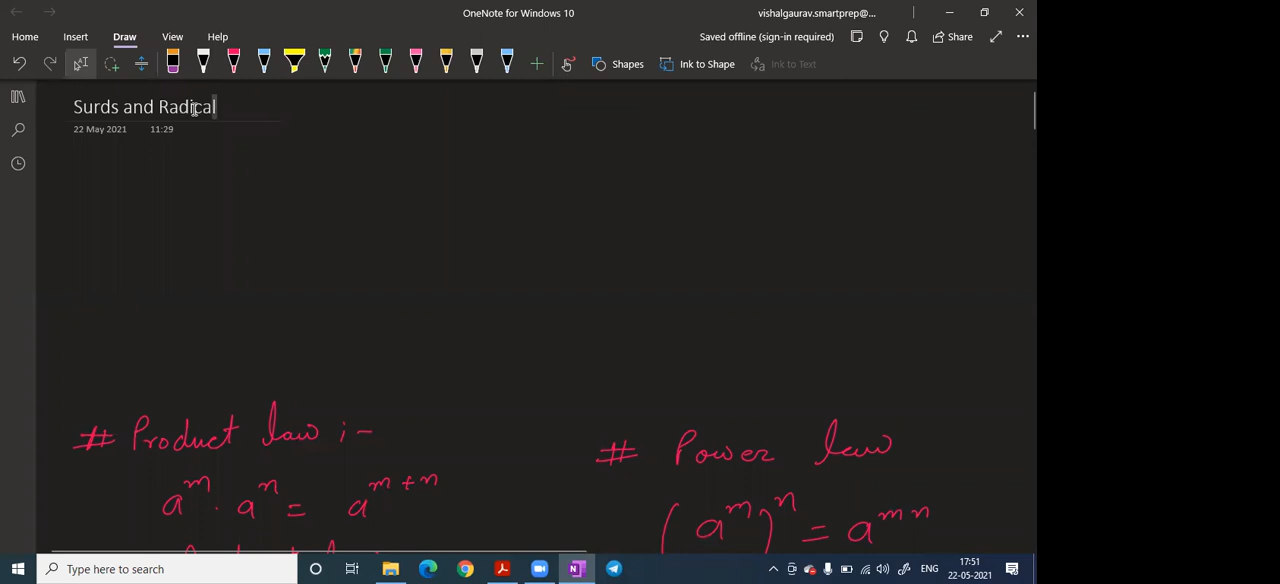 OneNote for Windows 10
vishalgaurav.smartprep@...
Home Insert Draw View Help
Saved offline (sign-in required) Share
Shapes Ink to Shape Ink to Text
Surds and Radical
22 May 2021 11:29
# Product law :-
a^m . a^n = a^{m+n}
# Power law
(a^m)^n = a^{mn}
Type here to search
ENG
17:51
22-05-2021